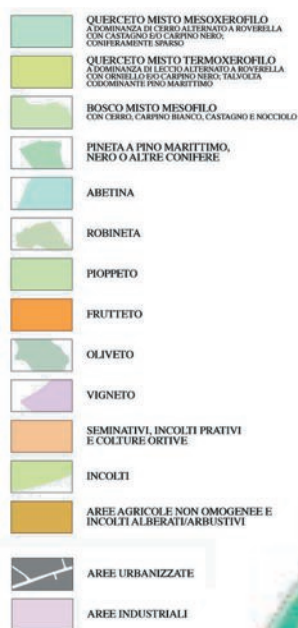 QUERCETO MISTO MESOXEROFILO
A DOMINANZA DI CERRO ALTERNATO A ROVERELLA
CON CASTAGNO E/O CARPINO NERO;
CONIFERAMENTE SPARSO
QUERCETO MISTO TERMOXEROFILO
A DOMINANZA DI LECCIO ALTERNATO A ROVERELLA
CON ORNIELLO E/O CARPINO NERO; TALVOLTA
CODOMINANTE PINO MARITTIMO
BOSCO MISTO MESOFILO
CON CERRO, CARPINO BIANCO, CASTAGNO E NOCCIOLO
PINETA A PINO MARITTIMO,
NERO O ALTRE CONIFERE
ABETINA
ROBINETA
PIOPPETO
FRUTTETO
OLIVETO
VIGNETO
SEMINATIVI, INCOLTI PRATIVI
E COLTURE ORTIVE
INCOLTI
AREE AGRICOLE NON OMOGENEE E
INCOLTI ALBERATI/ARBUSTIVI
AREE URBANIZZATE
AREE INDUSTRIALI